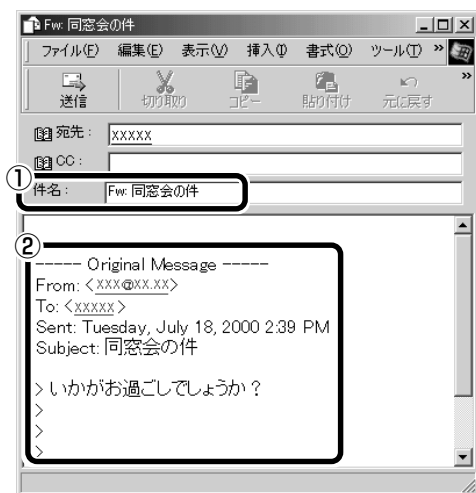 Fw: 同窓会の件
ファイル(F) 編集(E) 表示(V) 挿入(I) 書式(O) ツール(T) »
送信 切り取り コピー 貼り付け 元に戻す »
宛先: xxxxx
CC:
①
件名: Fw: 同窓会の件
②
----- Original Message -----
From: <xxx@xx.xx>
To: <xxxxx>
Sent: Tuesday, July 18, 2000 2:39 PM
Subject: 同窓会の件
> いかがお過ごしでしょうか?
>
>
>